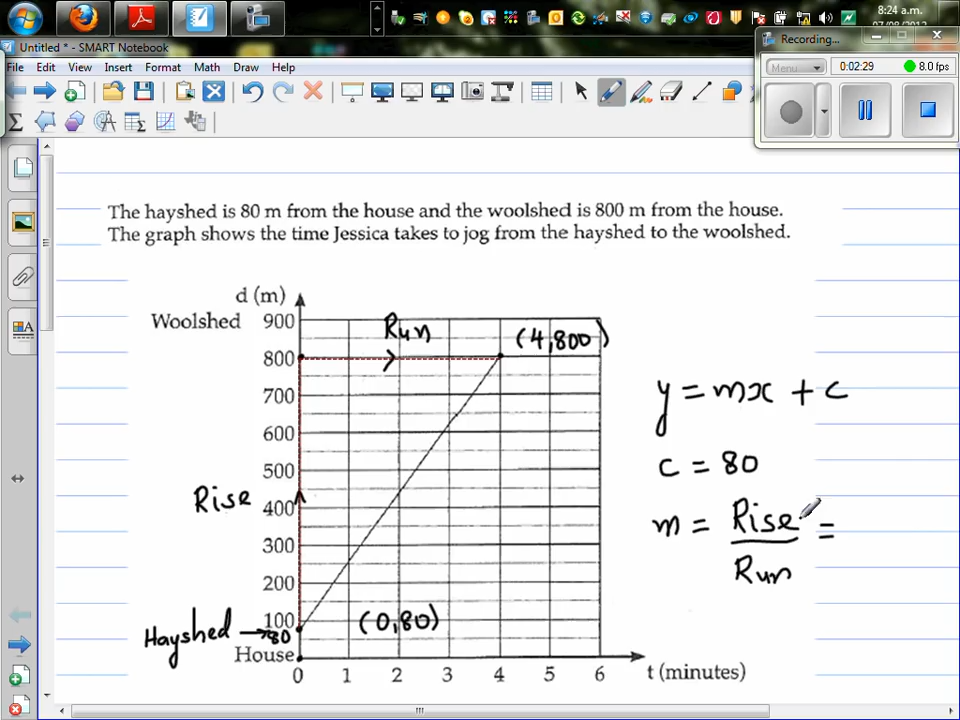 8:24 a.m.
07/08/2012
Untitled * - SMART Notebook
Recording...
File Edit View Insert Format Math Draw Help
Menu 0:02:29 8.0 fps
The hayshed is 80 m from the house and the woolshed is 800 m from the house.
The graph shows the time Jessica takes to jog from the hayshed to the woolshed.
d (m)
Woolshed 900
Run
(4,800)
800
700
y = mx + c
600
c = 80
500
Rise
400
m = Rise =
Run
300
200
100
(0,80)
Hayshed → 80
House
0 1 2 3 4 5 6
t (minutes)